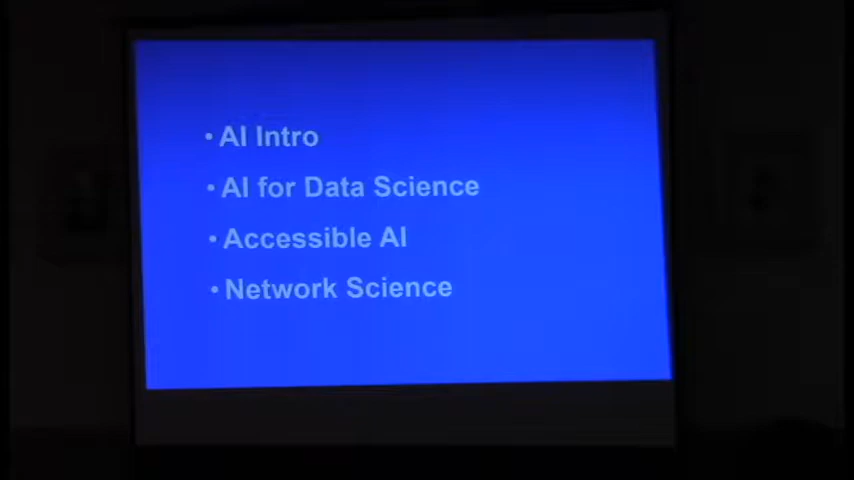 • AI Intro
• AI for Data Science
• Accessible AI
• Network Science